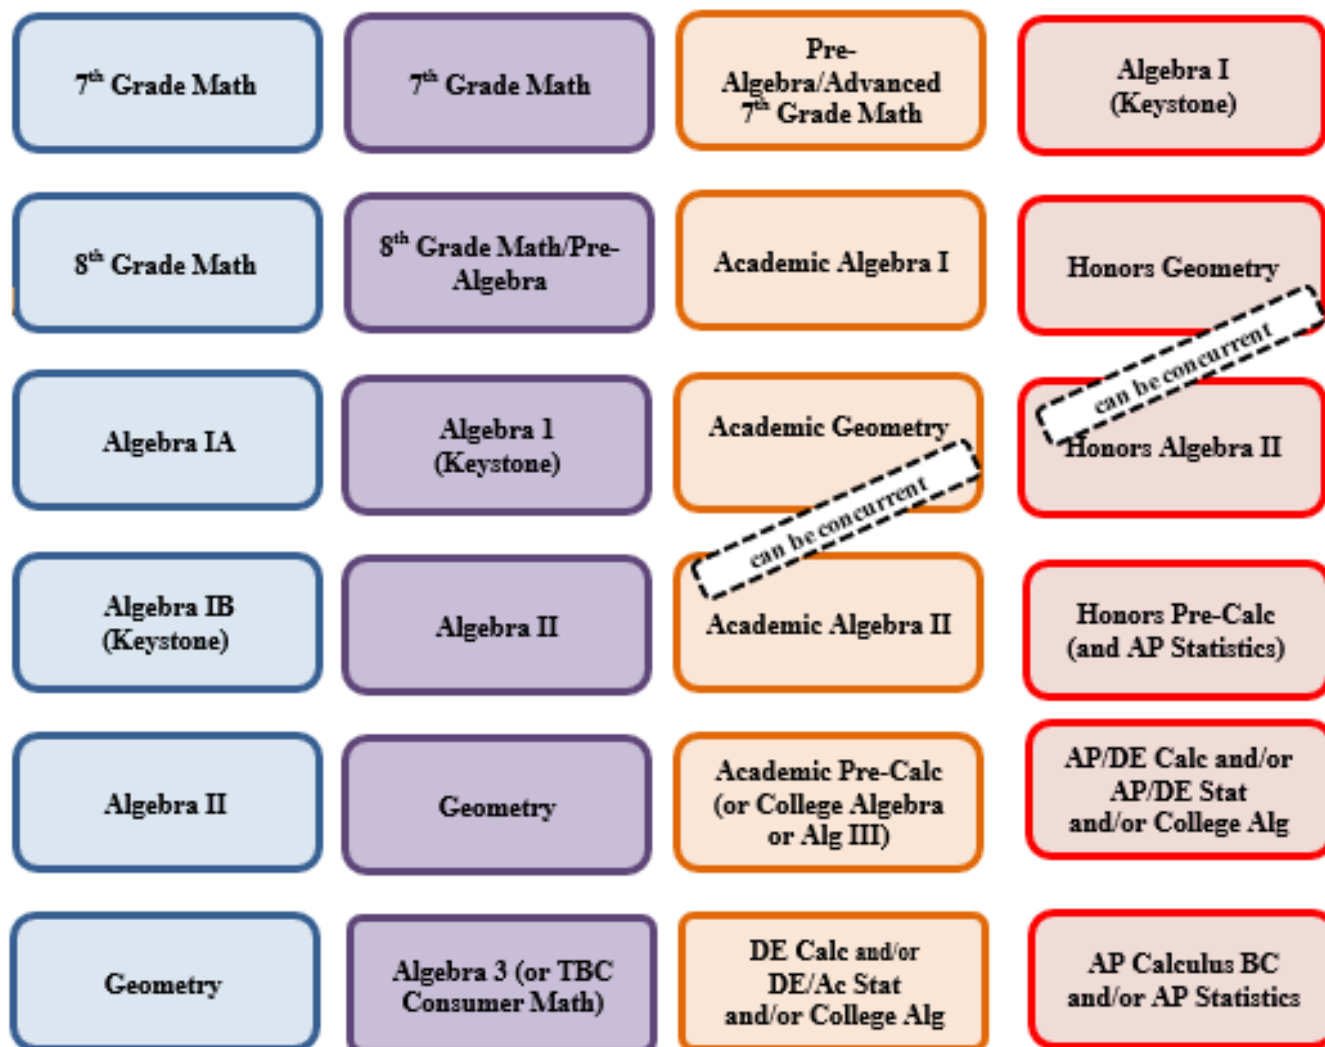 7th Grade Math
7th Grade Math
Pre-
Algebra/Advanced
7th Grade Math
Algebra I
(Keystone)
8th Grade Math
8th Grade Math/Pre-
Algebra
Academic Algebra I
Honors Geometry
can be concurrent
Algebra IA
Algebra 1
(Keystone)
Academic Geometry
can be concurrent
Honors Algebra II
Algebra IB
(Keystone)
Algebra II
Academic Algebra II
Honors Pre-Calc
(and AP Statistics)
Algebra II
Geometry
Academic Pre-Calc
(or College Algebra
or Alg III)
AP/DE Calc and/or
AP/DE Stat
and/or College Alg
Geometry
Algebra 3 (or TBC
Consumer Math)
DE Calc and/or
DE/Ac Stat
and/or College Alg
AP Calculus BC
and/or AP Statistics